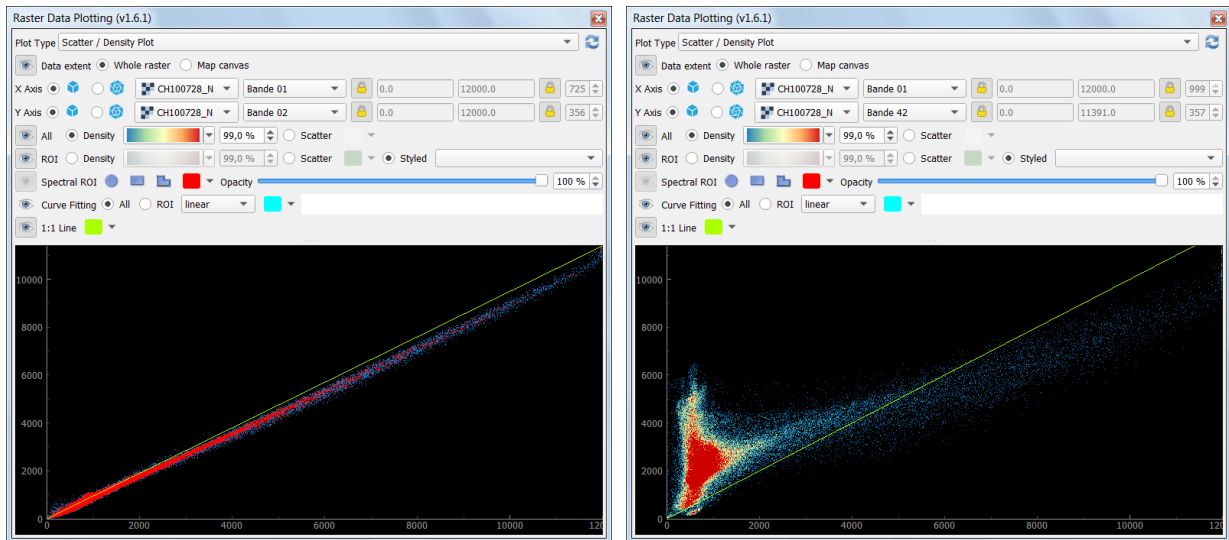 Raster Data Plotting (v1.6.1)
Plot Type Scatter / Density Plot
Data extent Whole raster Map canvas
X Axis CH100728_N Bande 01 0.0 12000.0 725
Y Axis CH100728_N Bande 02 0.0 12000.0 356
All Density 99,0 % Scatter
ROI Density 99,0 % Scatter Styled
Spectral ROI Opacity 100 %
Curve Fitting All ROI linear
1:1 Line
10000
8000
6000
4000
2000
0
0 2000 4000 6000 8000 10000 120
Raster Data Plotting (v1.6.1)
Plot Type Scatter / Density Plot
Data extent Whole raster Map canvas
X Axis CH100728_N Bande 01 0.0 12000.0 999
Y Axis CH100728_N Bande 42 0.0 11391.0 357
All Density 99,0 % Scatter
ROI Density 99,0 % Scatter Styled
Spectral ROI Opacity 100 %
Curve Fitting All ROI linear
1:1 Line
10000
8000
6000
4000
2000
0
0 2000 4000 6000 8000 10000 120